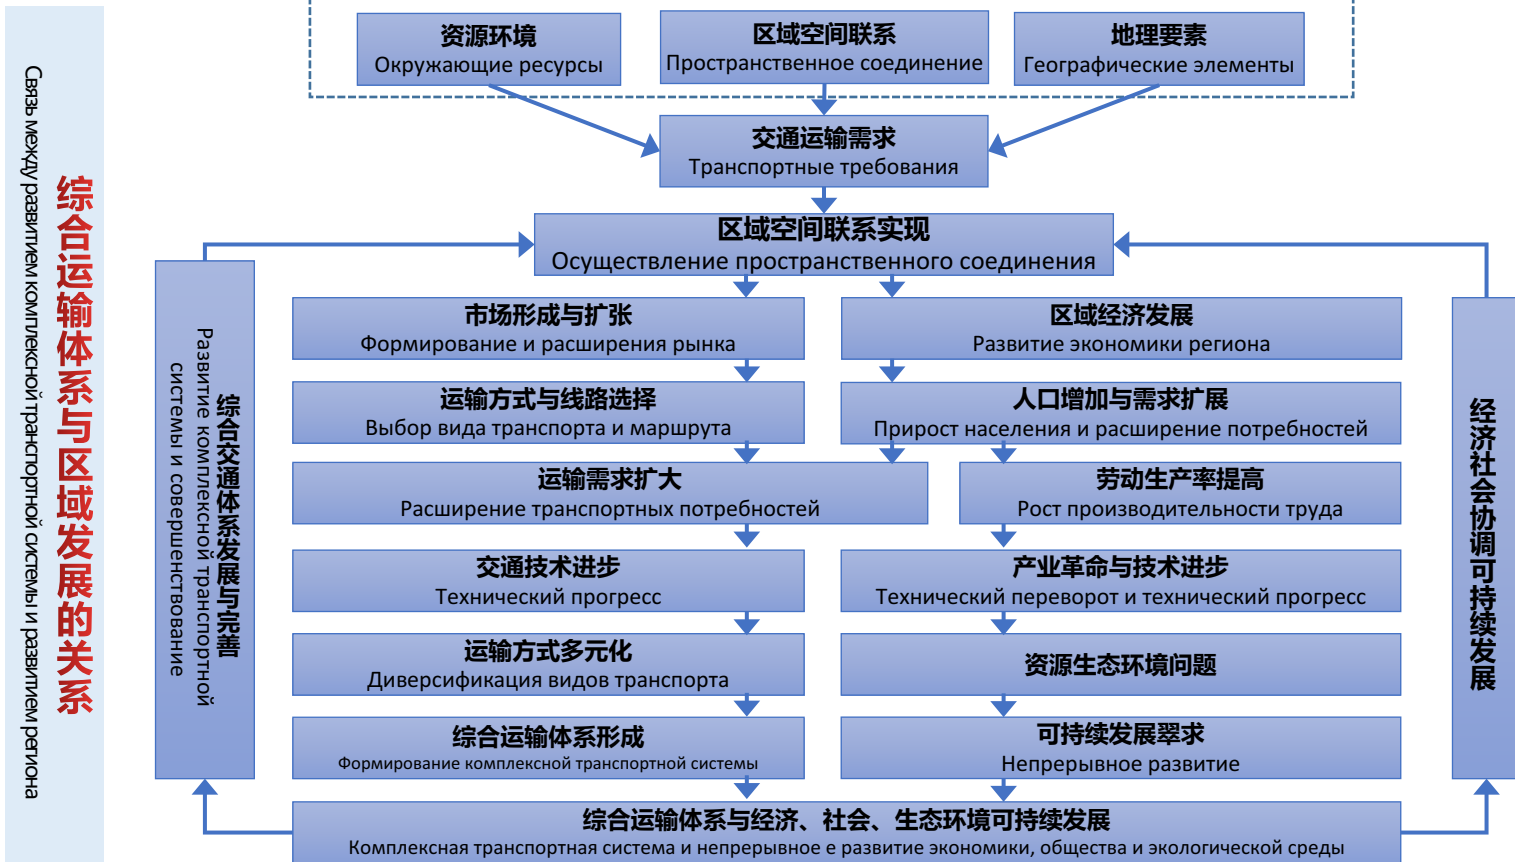 综合运输体系与区域发展的关系
Связь между развитием комплексной транспортной системы и развитием региона
资源环境
Окружающие ресурсы
区域空间联系
Пространственное соединение
地理要素
Географические элементы
交通运输需求
Транспортные требования
区域空间联系实现
Осуществление пространственного соединения
综合交通体系发展与完善
Развитие комплексной транспортной
системы и совершенствование
市场形成与扩张
Формирование и расширения рынка
区域经济发展
Развитие экономики региона
运输方式与线路选择
Выбор вида транспорта и маршрута
人口增加与需求扩展
Прирост населения и расширение потребностей
运输需求扩大
Расширение транспортных потребностей
劳动生产率提高
Рост производительности труда
交通技术进步
Технический прогресс
产业革命与技术进步
Технический переворот и технический прогресс
运输方式多元化
Диверсификация видов транспорта
资源生态环境问题
综合运输体系形成
Формирование комплексной транспортной системы
可持续发展翠求
Непрерывное развитие
经济社会协调可持续发展
综合运输体系与经济、社会、生态环境可持续发展
Комплексная транспортная система и непрерывное е развитие экономики, общества и экологической среды